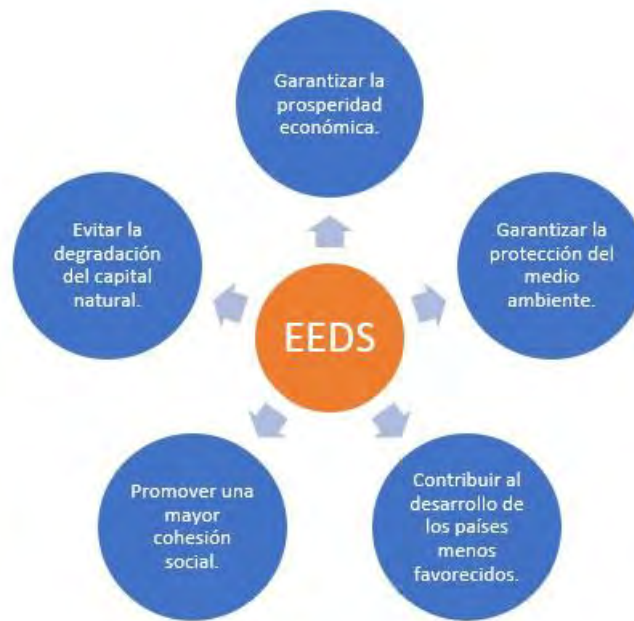 Garantizar la
prosperidad
económica.
Garantizar la
protección del
medio
ambiente.
Contribuir al
desarrollo de
los países
menos
favorecidos.
Promover una
mayor
cohesión
social.
Evitar la
degradación
del capital
natural.
EEDS